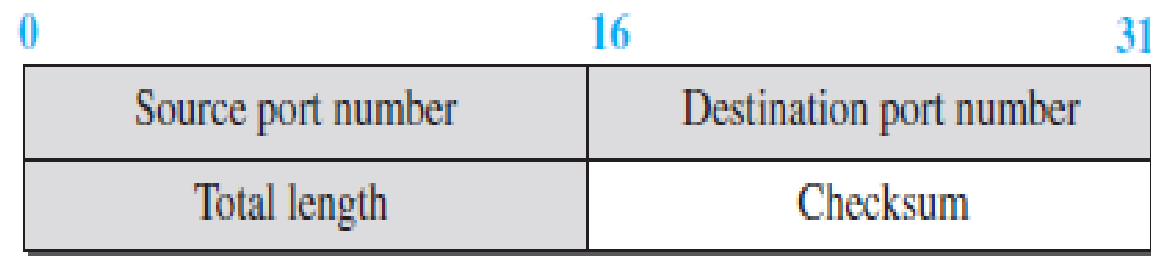 0 16 31
Source port number Destination port number
Total length Checksum